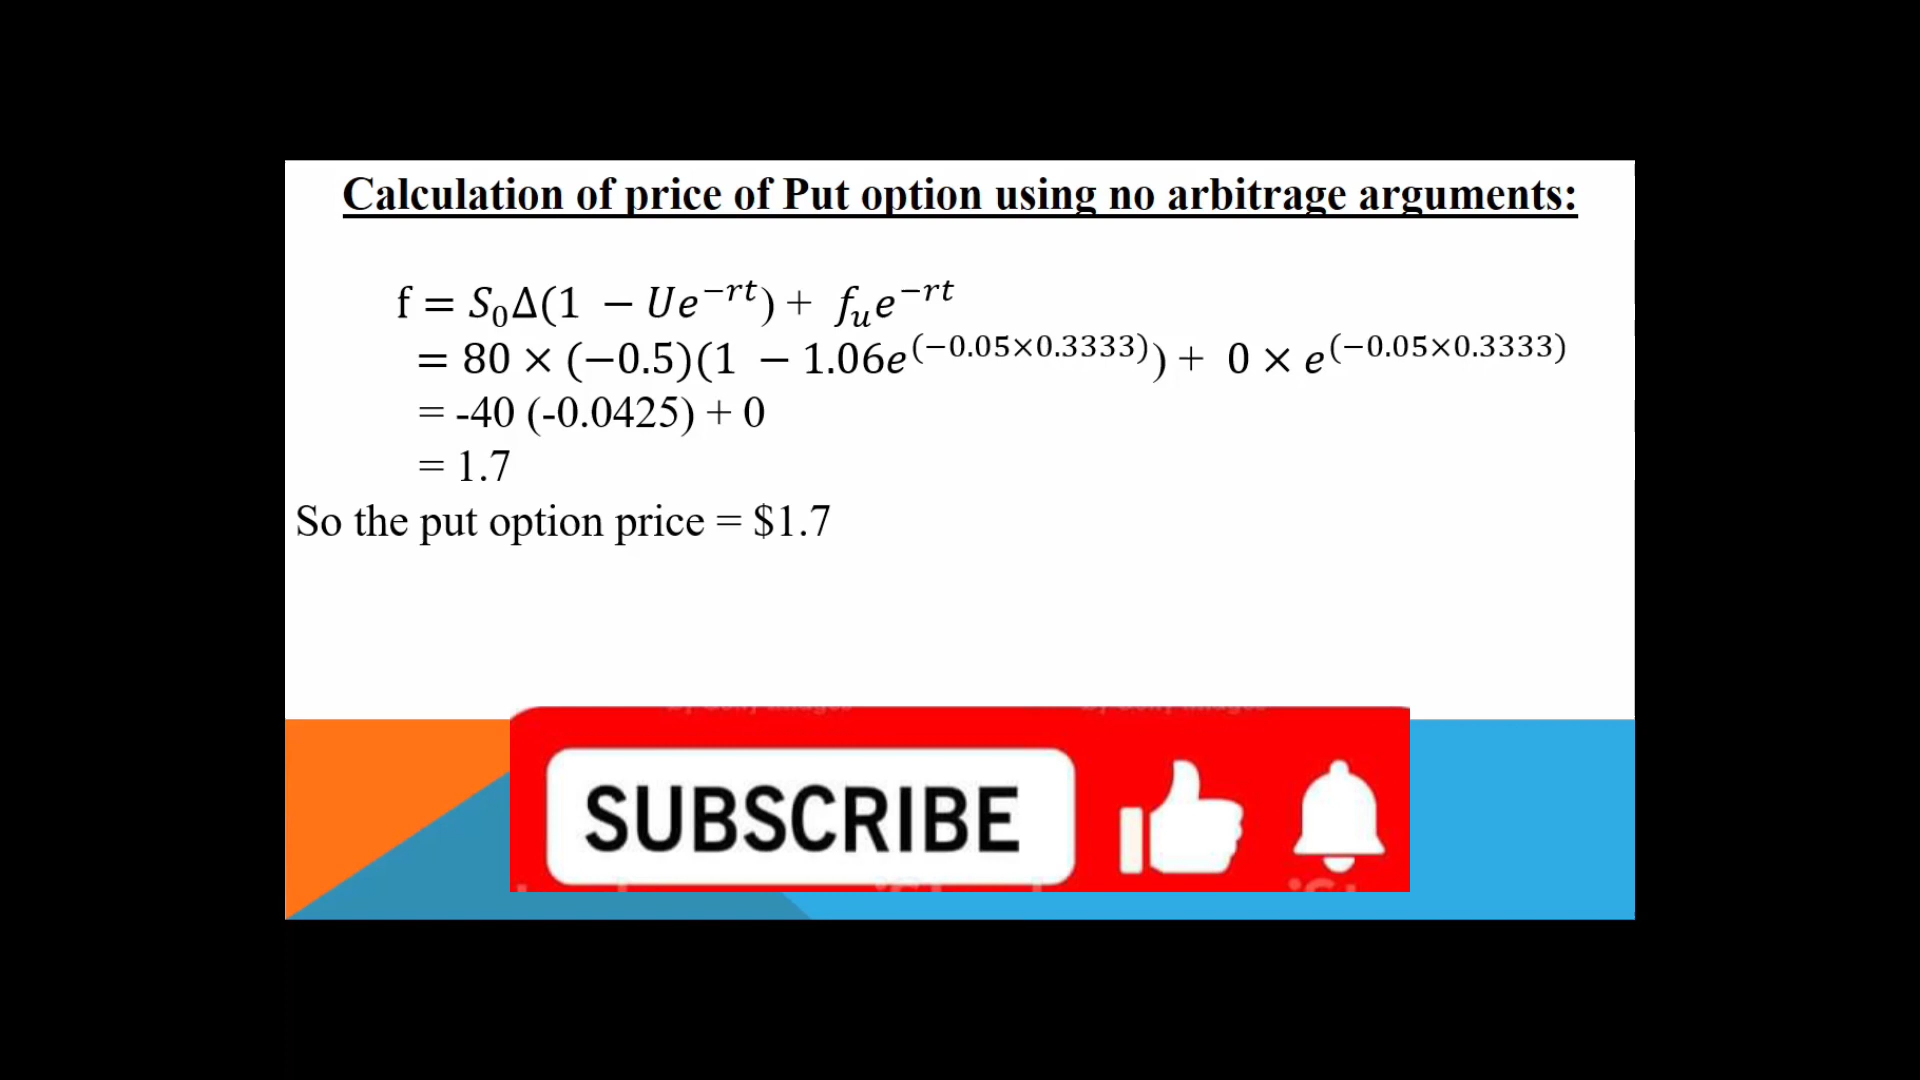 Calculation of price of Put option using no arbitrage arguments:
f = S₀Δ(1 − Ue⁻ʳᵗ) + fᵤe⁻ʳᵗ
= 80 × (−0.5)(1 − 1.06e^(−0.05×0.3333)) + 0 × e^(−0.05×0.3333)
= -40 (-0.0425) + 0
= 1.7
So the put option price = $1.7
SUBSCRIBE